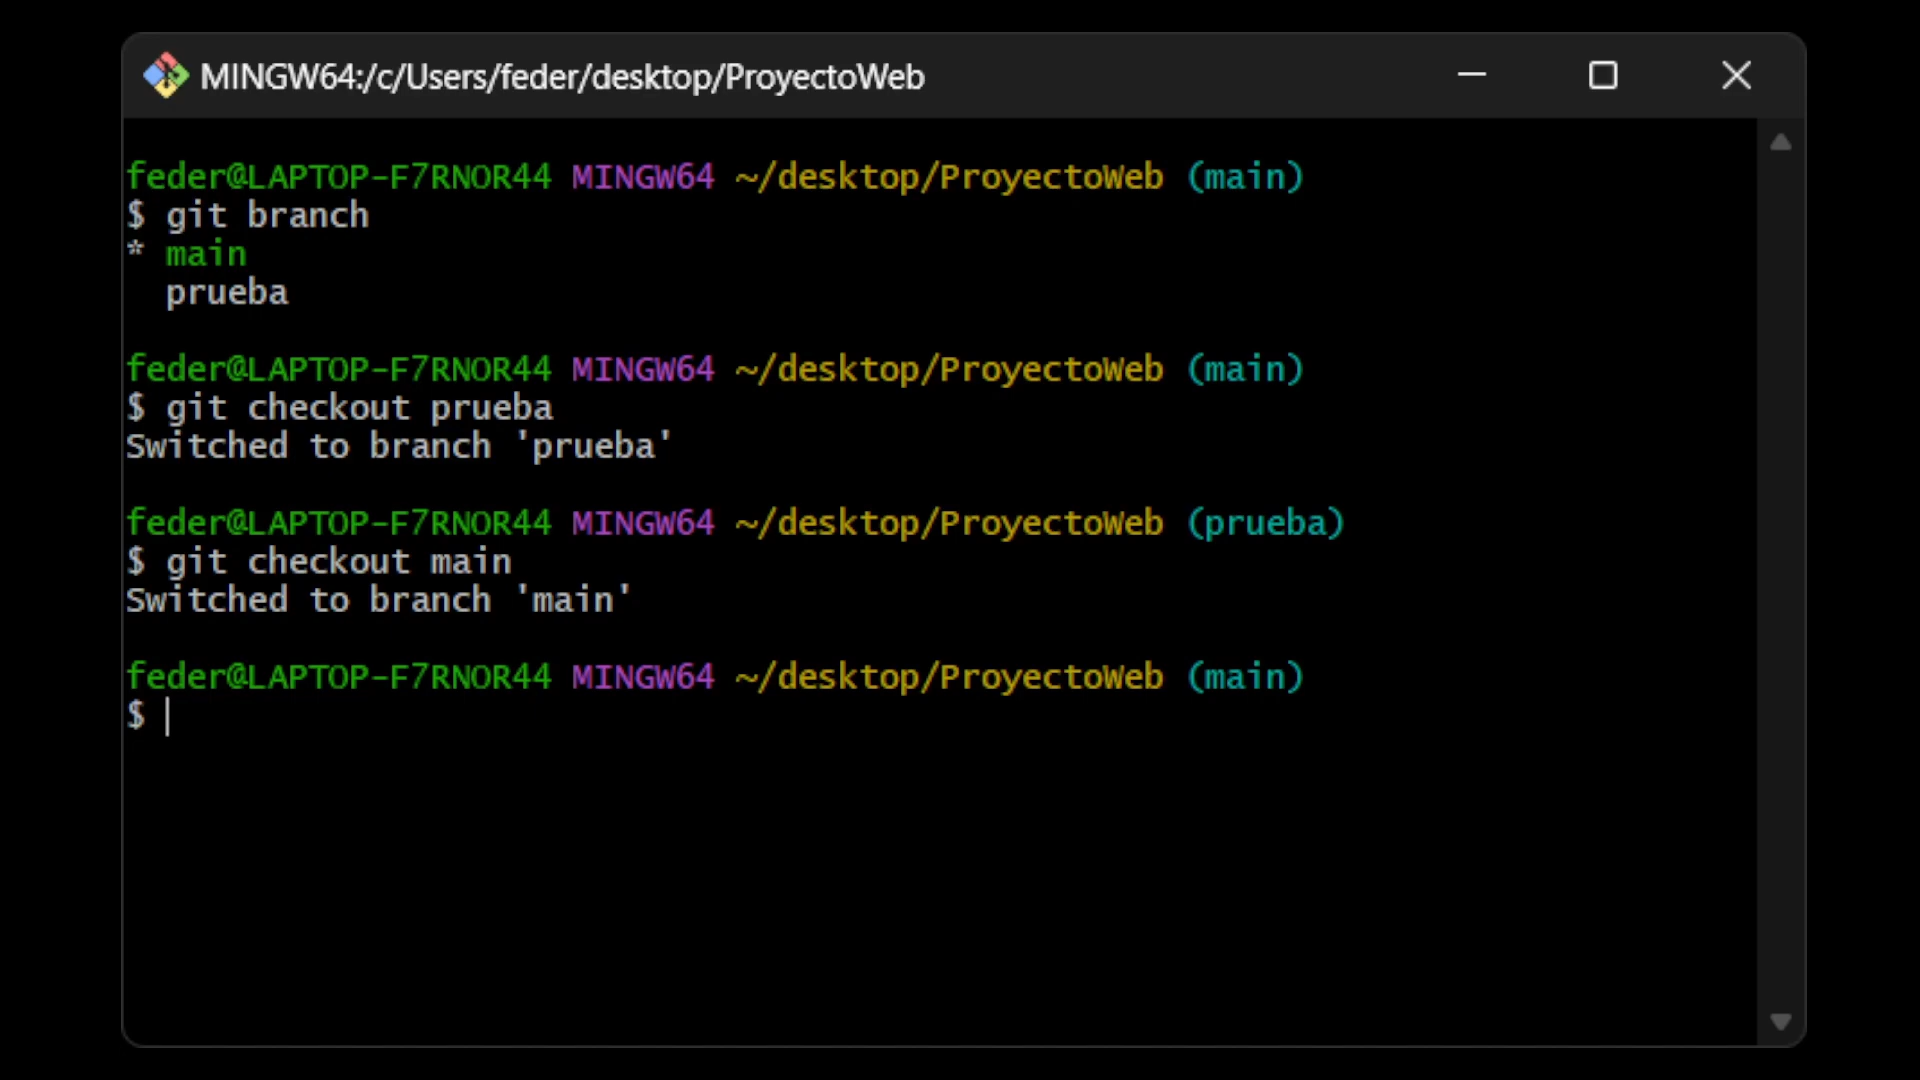 MINGW64:/c/Users/feder/desktop/ProyectoWeb
feder@LAPTOP-F7RNOR44 MINGW64 ~/desktop/ProyectoWeb (main)
$ git branch
* main
  prueba
feder@LAPTOP-F7RNOR44 MINGW64 ~/desktop/ProyectoWeb (main)
$ git checkout prueba
Switched to branch 'prueba'
feder@LAPTOP-F7RNOR44 MINGW64 ~/desktop/ProyectoWeb (prueba)
$ git checkout main
Switched to branch 'main'
feder@LAPTOP-F7RNOR44 MINGW64 ~/desktop/ProyectoWeb (main)
$